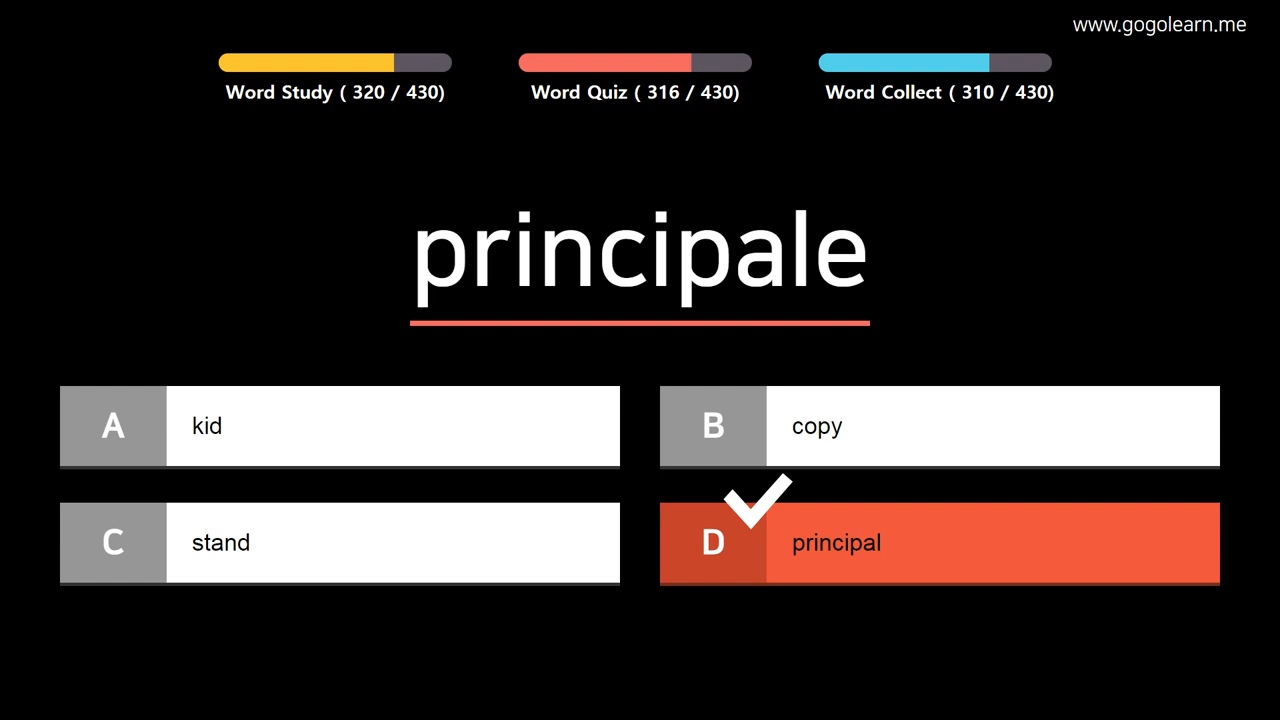 www.gogolearn.me
Word Study ( 320 / 430)
Word Quiz ( 316 / 430)
Word Collect ( 310 / 430)
principale
A kid
B copy
C stand
D principal